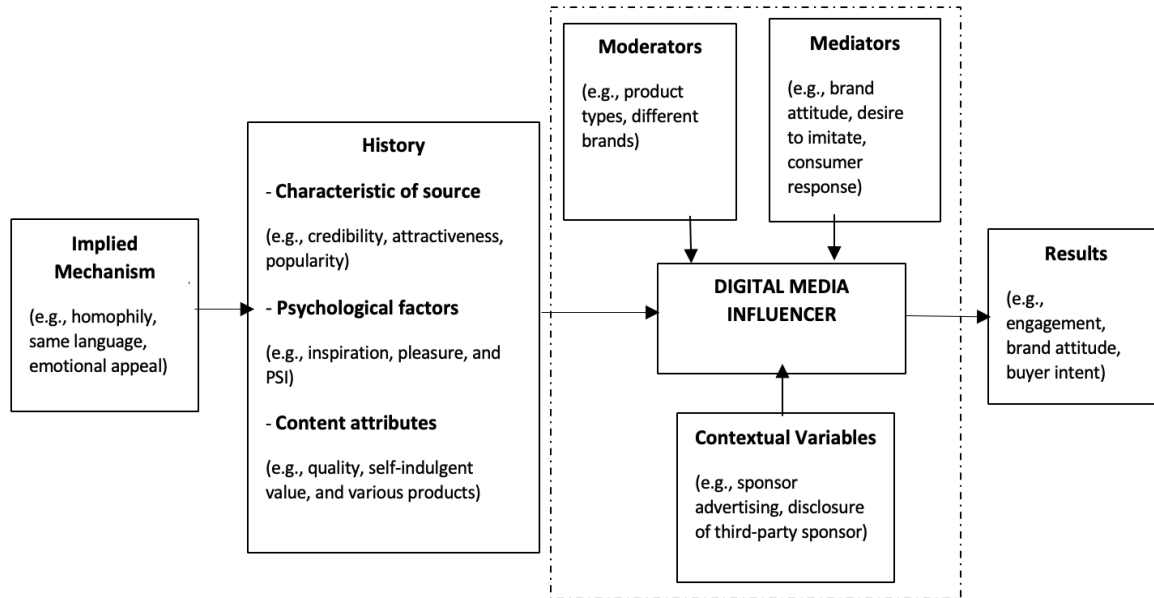 Implied
Mechanism
(e.g., homophily,
same language,
emotional appeal)
History
- Characteristic of source
(e.g., credibility, attractiveness,
popularity)
- Psychological factors
(e.g., inspiration, pleasure, and
PSI)
- Content attributes
(e.g., quality, self-indulgent
value, and various products)
Moderators
(e.g., product
types, different
brands)
Mediators
(e.g., brand
attitude, desire
to imitate,
consumer
response)
DIGITAL MEDIA
INFLUENCER
Contextual Variables
(e.g., sponsor
advertising, disclosure
of third-party sponsor)
Results
(e.g.,
engagement,
brand attitude,
buyer intent)